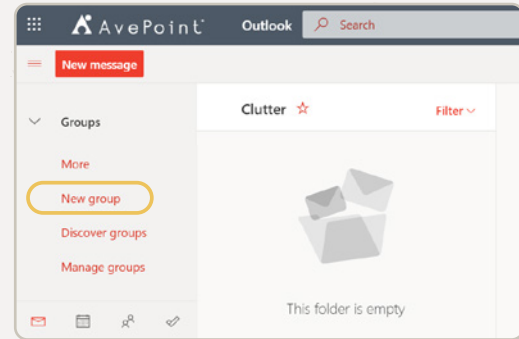 AvePoint Outlook Search
New message
Clutter Filter
Groups
More
New group
Discover groups
Manage groups
This folder is empty